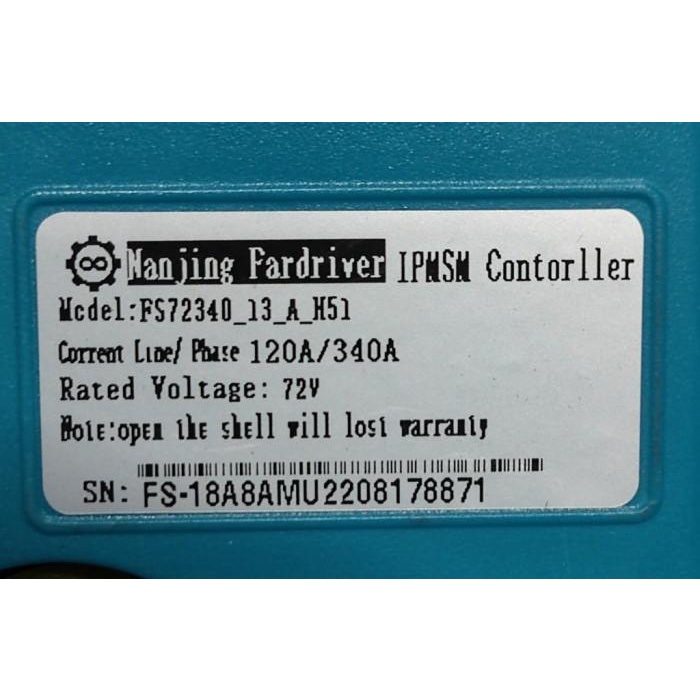 Nanjing Fardriver IPMSM Contorller
Model:FS72340_13_A_H51
Corrent Line/ Phase 120A/340A
Rated Voltage: 72V
Note:open the shell will lost warranty
SN: FS-18A8AMU2208178871